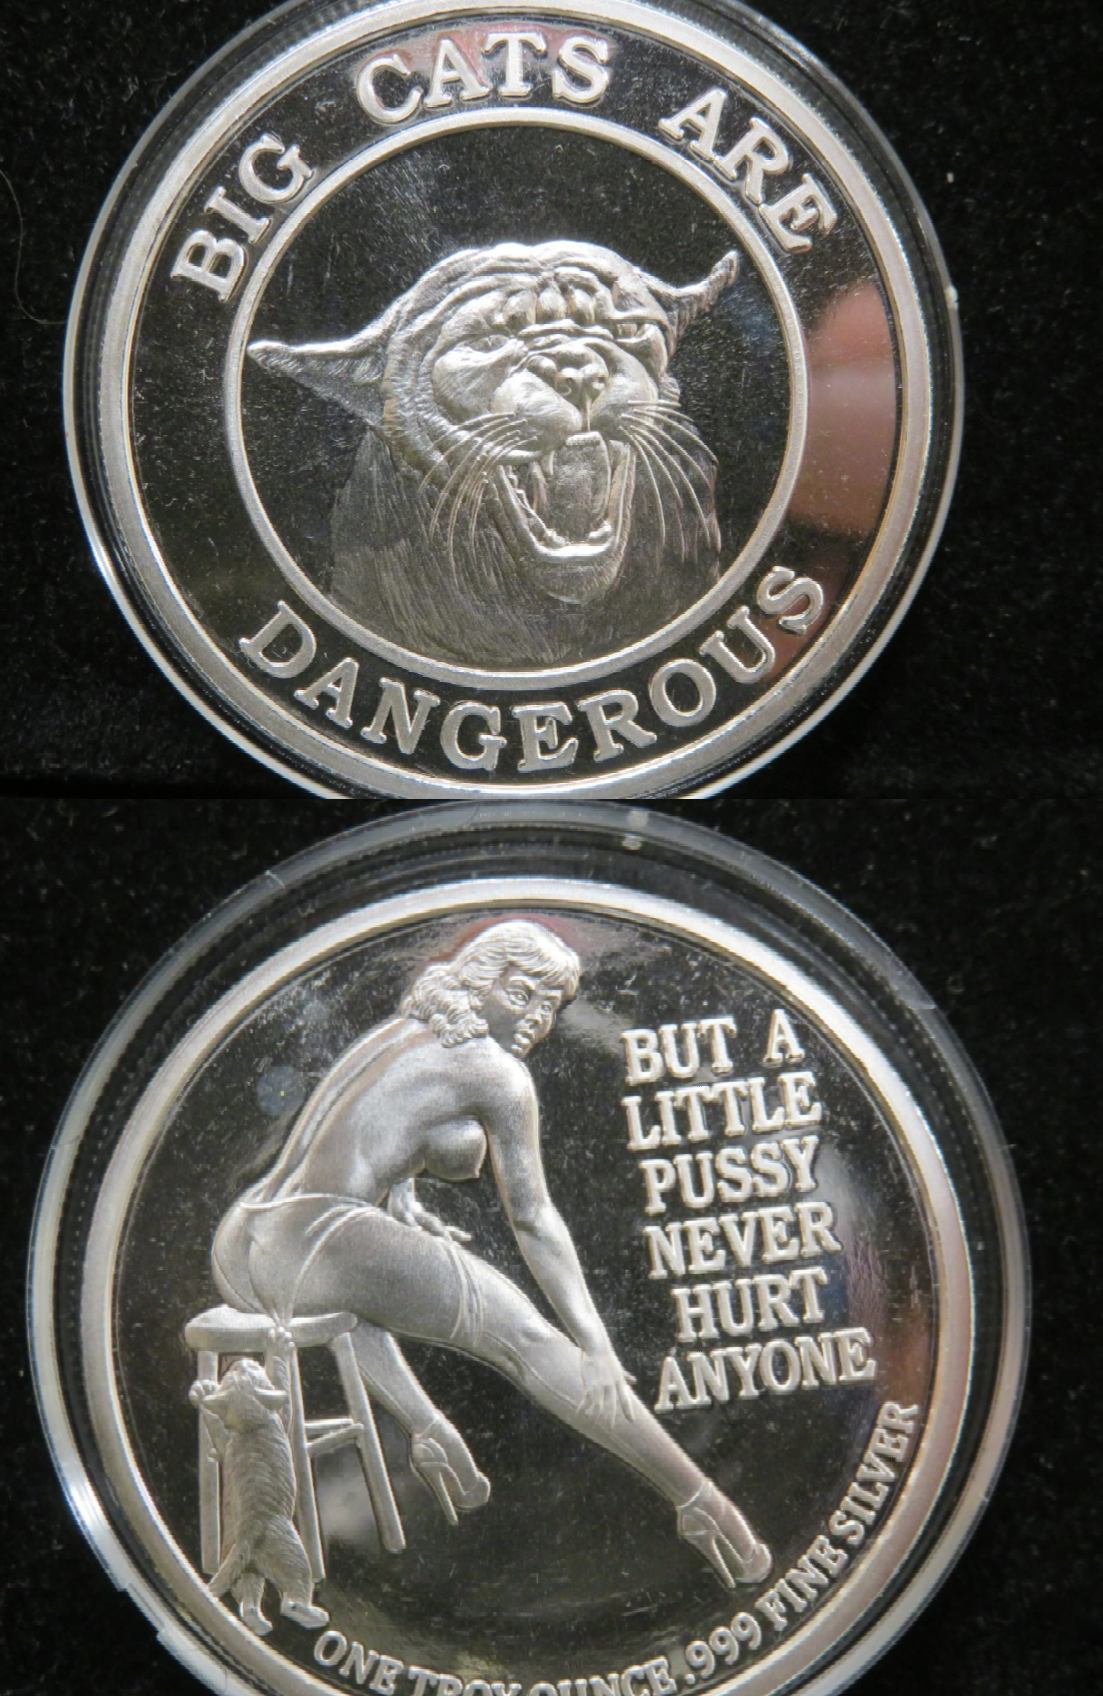 BIG CATS ARE
DANGEROUS
BUT A
LITTLE
PUSSY
NEVER
HURT
ANYONE
ONE TROY OUNCE .999 FINE SILVER